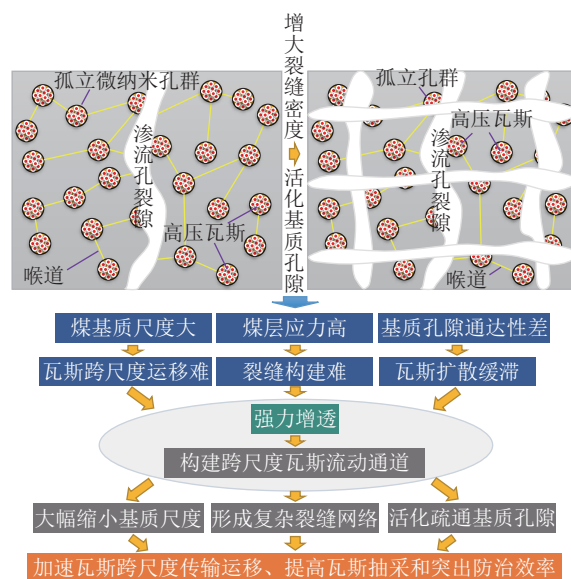 增大裂缝密度
活化基质孔隙
孤立微纳米孔群
渗流孔裂隙
高压瓦斯
喉道
孤立孔群
高压瓦斯
渗流孔裂隙
喉道
煤基质尺度大
煤层应力高
基质孔隙通达性差
瓦斯跨尺度运移难
裂缝构建难
瓦斯扩散缓滞
强力增透
构建跨尺度瓦斯流动通道
大幅缩小基质尺度
形成复杂裂缝网络
活化疏通基质孔隙
加速瓦斯跨尺度传输运移、提高瓦斯抽采和突出防治效率